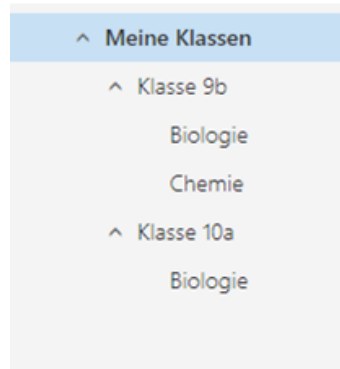 Meine Klassen
Klasse 9b
Biologie
Chemie
Klasse 10a
Biologie